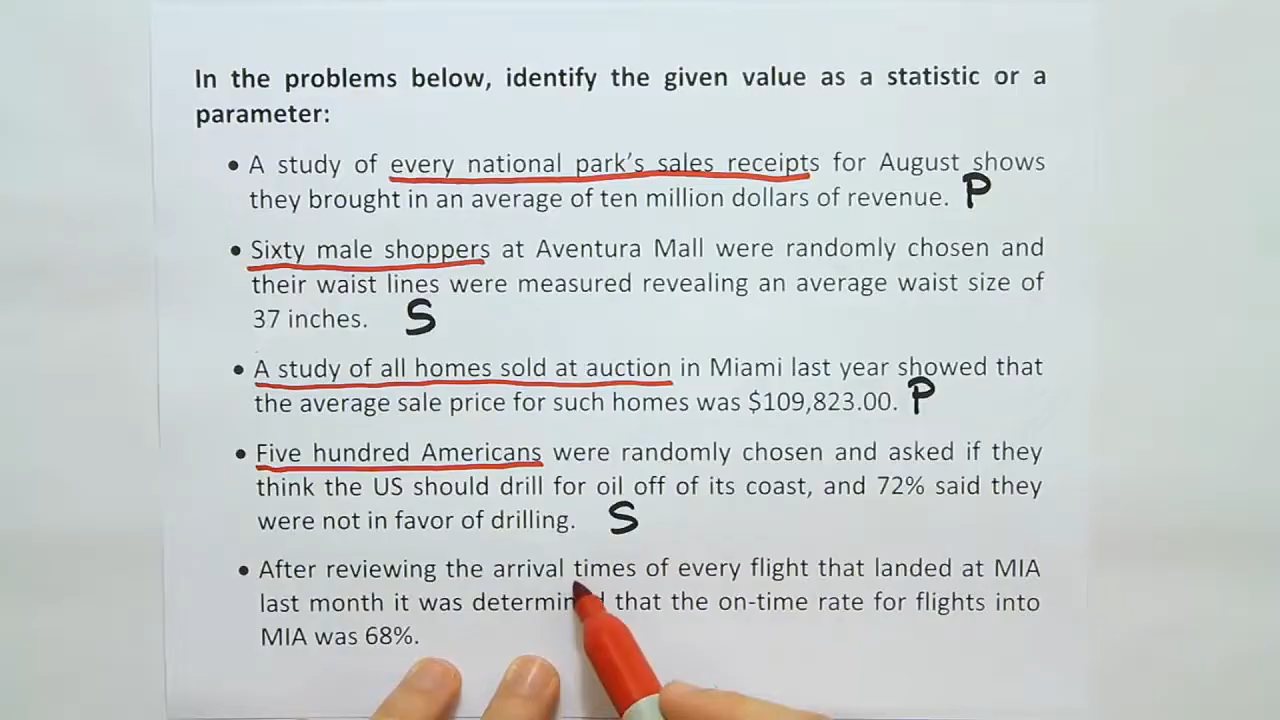 In the problems below, identify the given value as a statistic or a
parameter:
• A study of every national park's sales receipts for August shows
they brought in an average of ten million dollars of revenue. P
• Sixty male shoppers at Aventura Mall were randomly chosen and
their waist lines were measured revealing an average waist size of
37 inches. S
• A study of all homes sold at auction in Miami last year showed that
the average sale price for such homes was $109,823.00. P
• Five hundred Americans were randomly chosen and asked if they
think the US should drill for oil off of its coast, and 72% said they
were not in favor of drilling. S
• After reviewing the arrival times of every flight that landed at MIA
last month it was determined that the on-time rate for flights into
MIA was 68%.